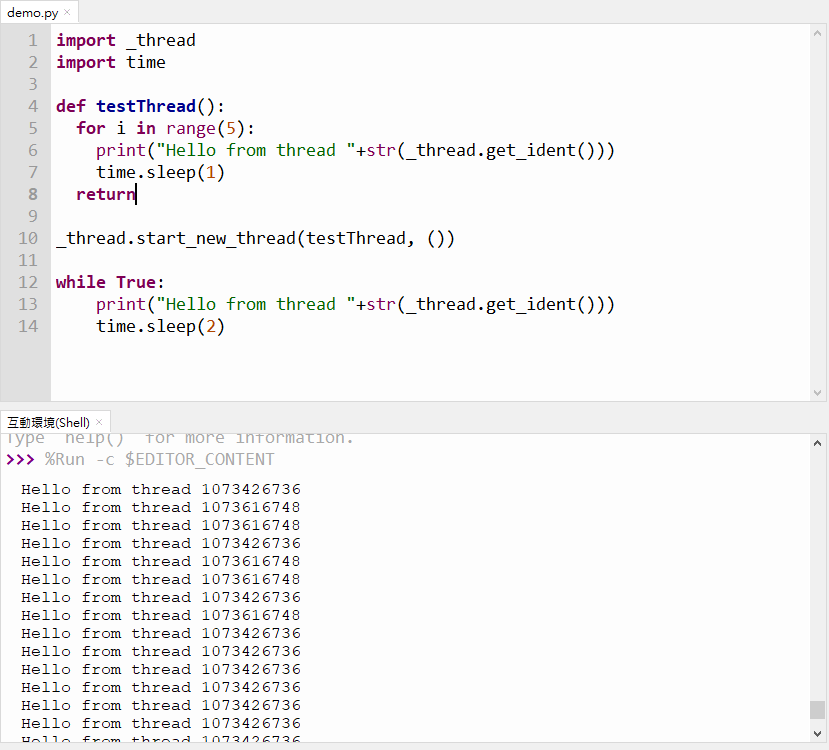 demo.py ×
1 import _thread
2 import time
3
4 def testThread():
5   for i in range(5):
6     print("Hello from thread "+str(_thread.get_ident()))
7     time.sleep(1)
8   return
9
10 _thread.start_new_thread(testThread, ())
11
12 while True:
13     print("Hello from thread "+str(_thread.get_ident()))
14     time.sleep(2)
互動環境(Shell) ×
Type "help()" for more information.
>>> %Run -c $EDITOR_CONTENT
Hello from thread 1073426736
Hello from thread 1073616748
Hello from thread 1073616748
Hello from thread 1073426736
Hello from thread 1073616748
Hello from thread 1073616748
Hello from thread 1073426736
Hello from thread 1073616748
Hello from thread 1073426736
Hello from thread 1073426736
Hello from thread 1073426736
Hello from thread 1073426736
Hello from thread 1073426736
Hello from thread 1073426736
Hello from thread 1073426736